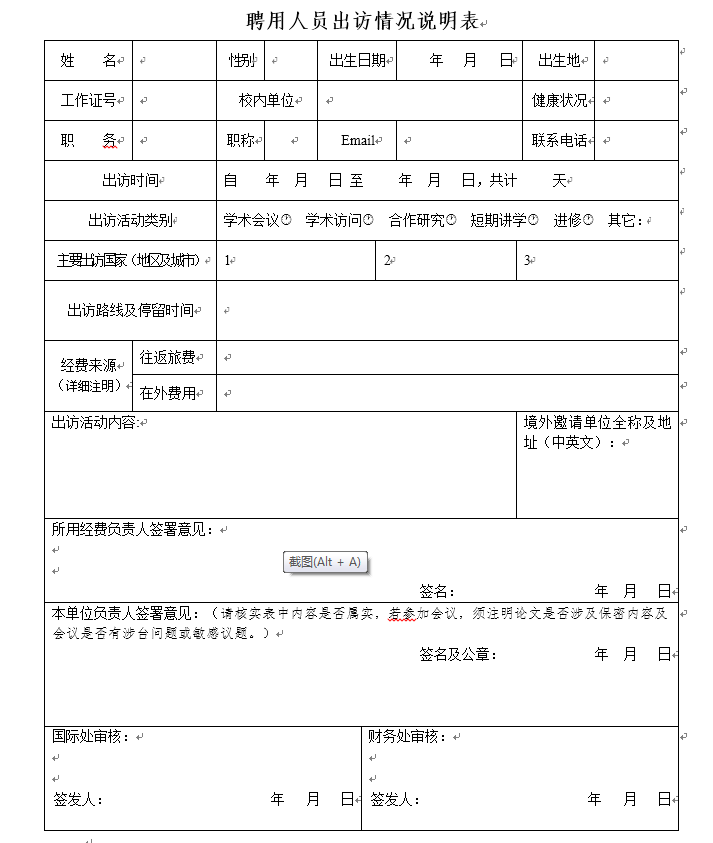 聘用人员出访情况说明表
姓 名 性别 出生日期 年 月 日 出生地
工作证号 校内单位 健康状况
职 务 职称 Email 联系电话
出访时间 自 年 月 日 至 年 月 日，共计 天
出访活动类别 学术会议 学术访问 合作研究 短期讲学 进修 其它：
主要出访国家（地区及城市） 1 2 3
出访路线及停留时间
经费来源
（详细注明）
往返旅费
在外费用
出访活动内容:
境外邀请单位全称及地
址（中英文）：
所用经费负责人签署意见：
截图(Alt + A)
签名： 年 月 日
本单位负责人签署意见：（请核实表中内容是否属实，若参加会议，须注明论文是否涉及保密内容及
会议是否有涉台问题或敏感议题。）
签名及公章： 年 月 日
国际处审核： 财务处审核：
签发人： 年 月 日 签发人： 年 月 日